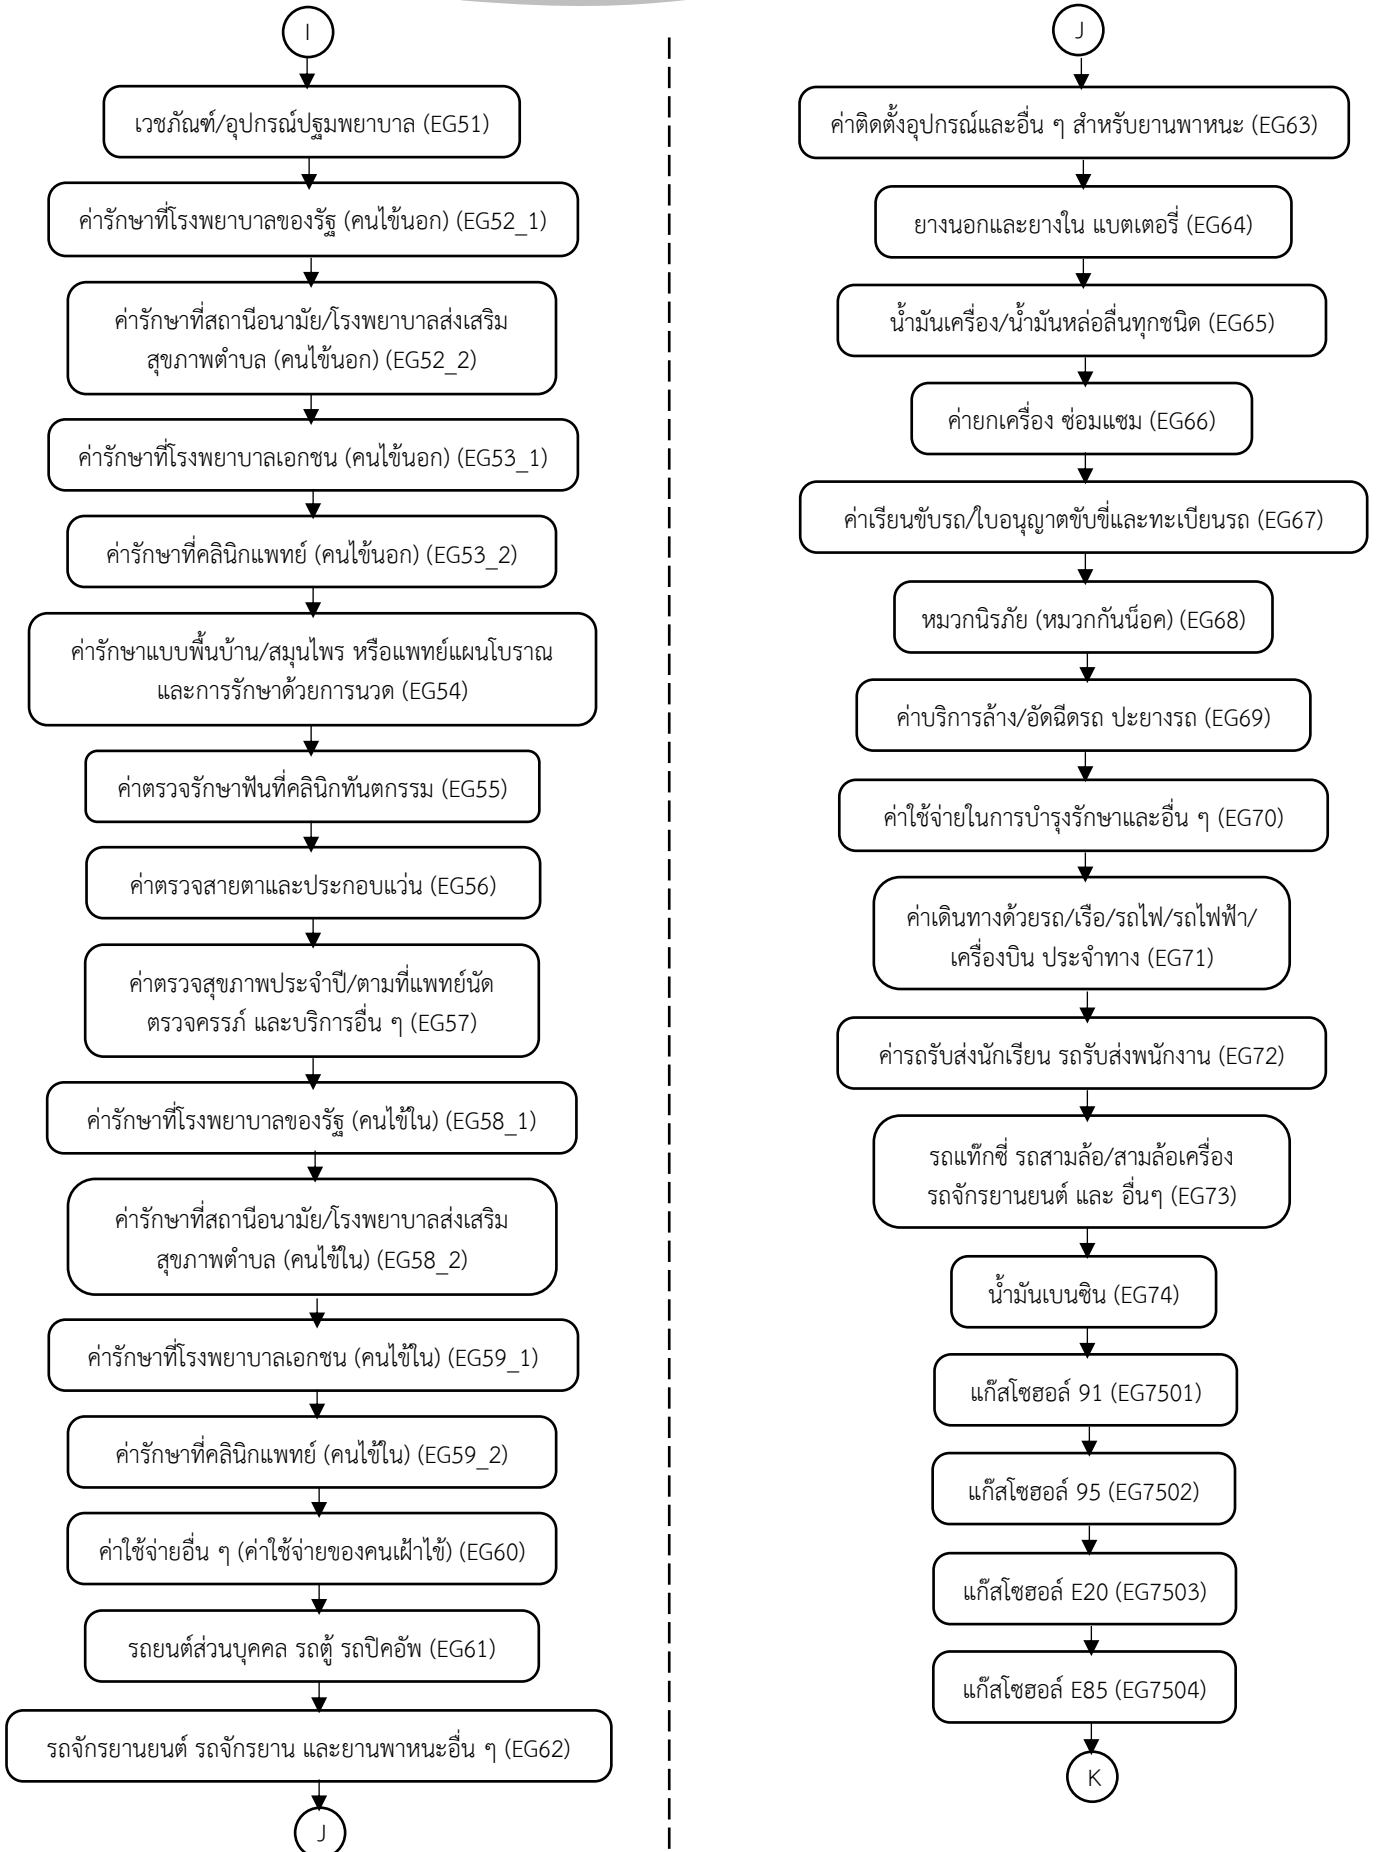 I
เวชภัณฑ์/อุปกรณ์ปฐมพยาบาล (EG51)
ค่ารักษาที่โรงพยาบาลของรัฐ (คนไข้นอก) (EG52_1)
ค่ารักษาที่สถานีอนามัย/โรงพยาบาลส่งเสริม
สุขภาพตำบล (คนไข้นอก) (EG52_2)
ค่ารักษาที่โรงพยาบาลเอกชน (คนไข้นอก) (EG53_1)
ค่ารักษาที่คลินิกแพทย์ (คนไข้นอก) (EG53_2)
ค่ารักษาแบบพื้นบ้าน/สมุนไพร หรือแพทย์แผนโบราณ
และการรักษาด้วยการนวด (EG54)
ค่าตรวจรักษาฟันที่คลินิกทันตกรรม (EG55)
ค่าตรวจสายตาและประกอบแว่น (EG56)
ค่าตรวจสุขภาพประจำปี/ตามที่แพทย์นัด
ตรวจครรภ์ และบริการอื่น ๆ (EG57)
ค่ารักษาที่โรงพยาบาลของรัฐ (คนไข้ใน) (EG58_1)
ค่ารักษาที่สถานีอนามัย/โรงพยาบาลส่งเสริม
สุขภาพตำบล (คนไข้ใน) (EG58_2)
ค่ารักษาที่โรงพยาบาลเอกชน (คนไข้ใน) (EG59_1)
ค่ารักษาที่คลินิกแพทย์ (คนไข้ใน) (EG59_2)
ค่าใช้จ่ายอื่น ๆ (ค่าใช้จ่ายของคนเฝ้าไข้) (EG60)
รถยนต์ส่วนบุคคล รถตู้ รถปิคอัพ (EG61)
รถจักรยานยนต์ รถจักรยาน และยานพาหนะอื่น ๆ (EG62)
J
J
ค่าติดตั้งอุปกรณ์และอื่น ๆ สำหรับยานพาหนะ (EG63)
ยางนอกและยางใน แบตเตอรี่ (EG64)
น้ำมันเครื่อง/น้ำมันหล่อลื่นทุกชนิด (EG65)
ค่ายกเครื่อง ซ่อมแซม (EG66)
ค่าเรียนขับรถ/ใบอนุญาตขับขี่และทะเบียนรถ (EG67)
หมวกนิรภัย (หมวกกันน็อค) (EG68)
ค่าบริการล้าง/อัดฉีดรถ ปะยางรถ (EG69)
ค่าใช้จ่ายในการบำรุงรักษาและอื่น ๆ (EG70)
ค่าเดินทางด้วยรถ/เรือ/รถไฟ/รถไฟฟ้า/
เครื่องบิน ประจำทาง (EG71)
ค่ารถรับส่งนักเรียน รถรับส่งพนักงาน (EG72)
รถแท๊กซี่ รถสามล้อ/สามล้อเครื่อง
รถจักรยานยนต์ และ อื่นๆ (EG73)
น้ำมันเบนซิน (EG74)
แก๊สโซฮอล์ 91 (EG7501)
แก๊สโซฮอล์ 95 (EG7502)
แก๊สโซฮอล์ E20 (EG7503)
แก๊สโซฮอล์ E85 (EG7504)
K